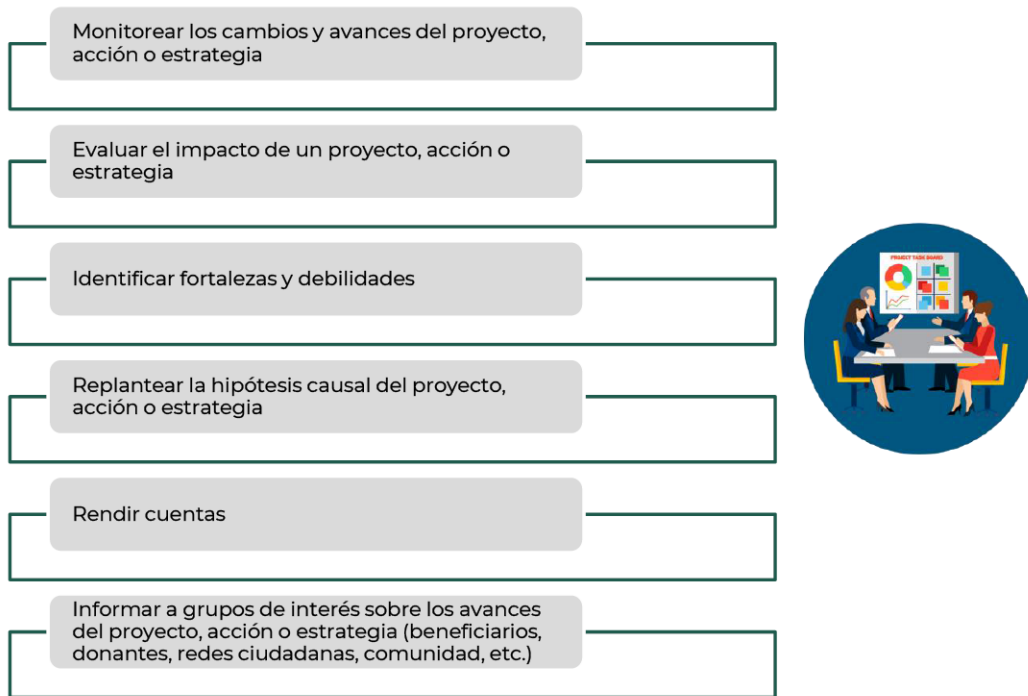 Monitorear los cambios y avances del proyecto,
acción o estrategia
Evaluar el impacto de un proyecto, acción o
estrategia
Identificar fortalezas y debilidades
Replantear la hipótesis causal del proyecto,
acción o estrategia
Rendir cuentas
Informar a grupos de interés sobre los avances
del proyecto, acción o estrategia (beneficiarios,
donantes, redes ciudadanas, comunidad, etc.)
PROJECT TASK BOARD